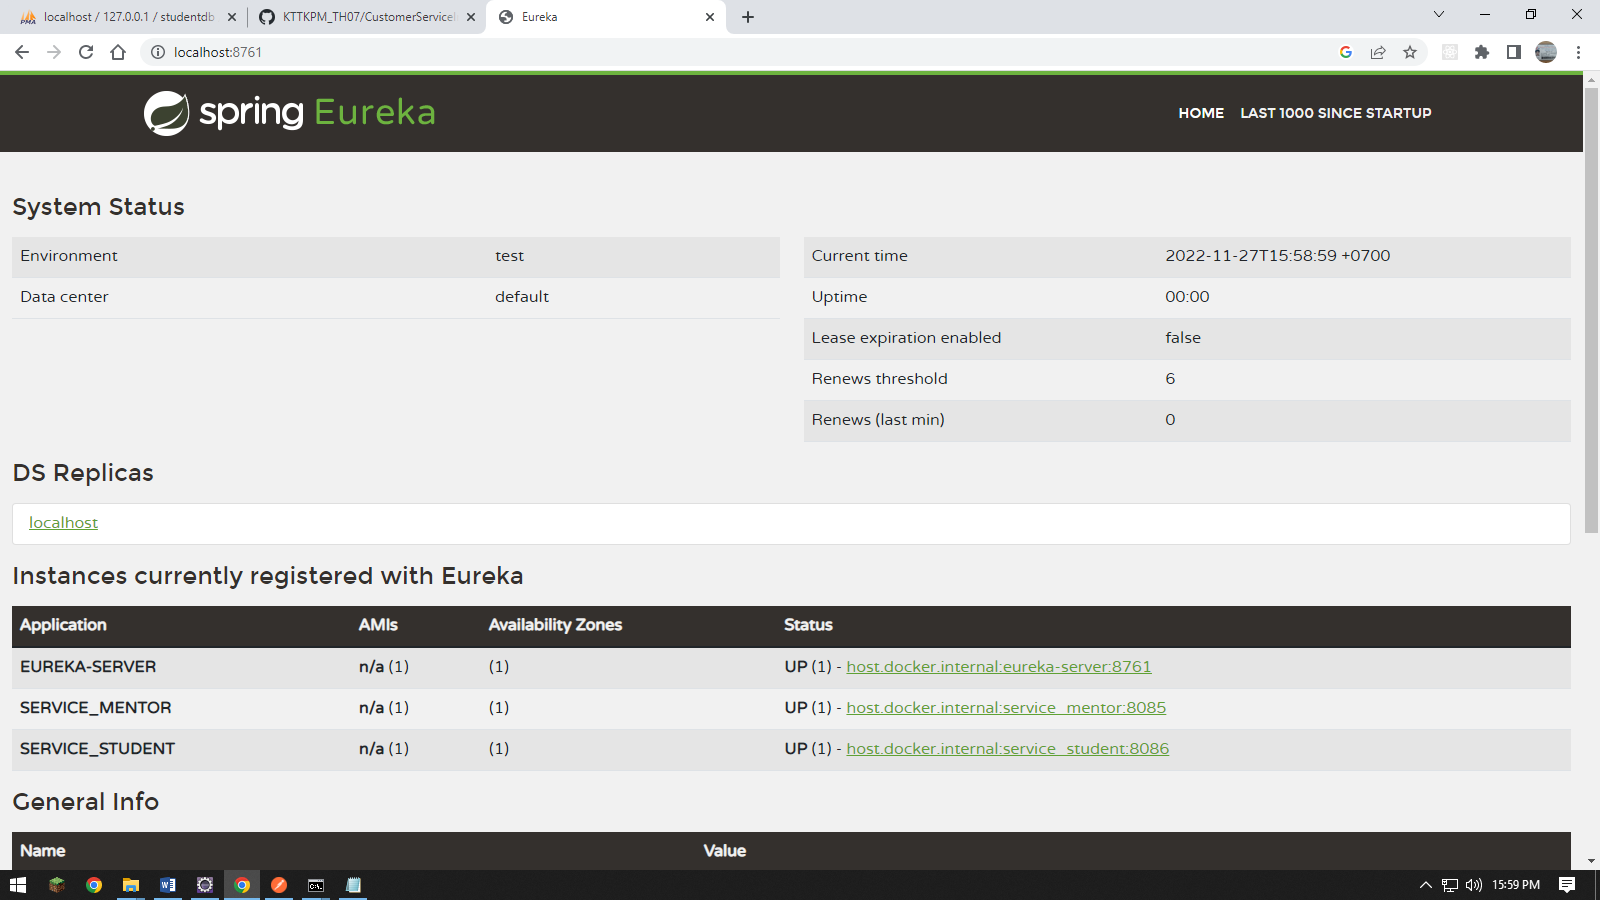 localhost / 127.0.0.1 / studentdb
KTTKPM_TH07/CustomerServiceI
Eureka
localhost:8761
spring Eureka
HOME LAST 1000 SINCE STARTUP
System Status
Environment test
Data center default
Current time 2022-11-27T15:58:59 +0700
Uptime 00:00
Lease expiration enabled false
Renews threshold 6
Renews (last min) 0
DS Replicas
localhost
Instances currently registered with Eureka
Application AMIs Availability Zones Status
EUREKA-SERVER n/a (1) (1) UP (1) - host.docker.internal:eureka-server:8761
SERVICE_MENTOR n/a (1) (1) UP (1) - host.docker.internal:service_mentor:8085
SERVICE_STUDENT n/a (1) (1) UP (1) - host.docker.internal:service_student:8086
General Info
Name Value
15:59 PM